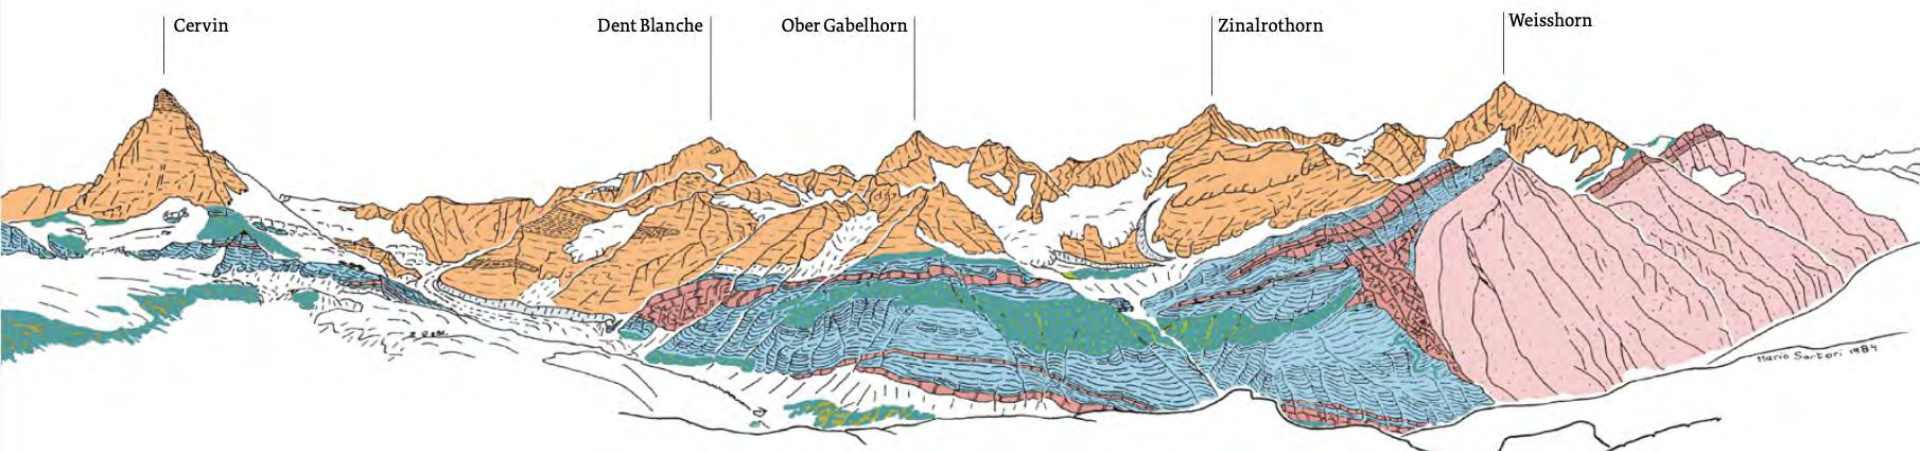 Cervin
Dent Blanche
Ober Gabelhorn
Zinalrothorn
Weisshorn
Mario Sartori 1984